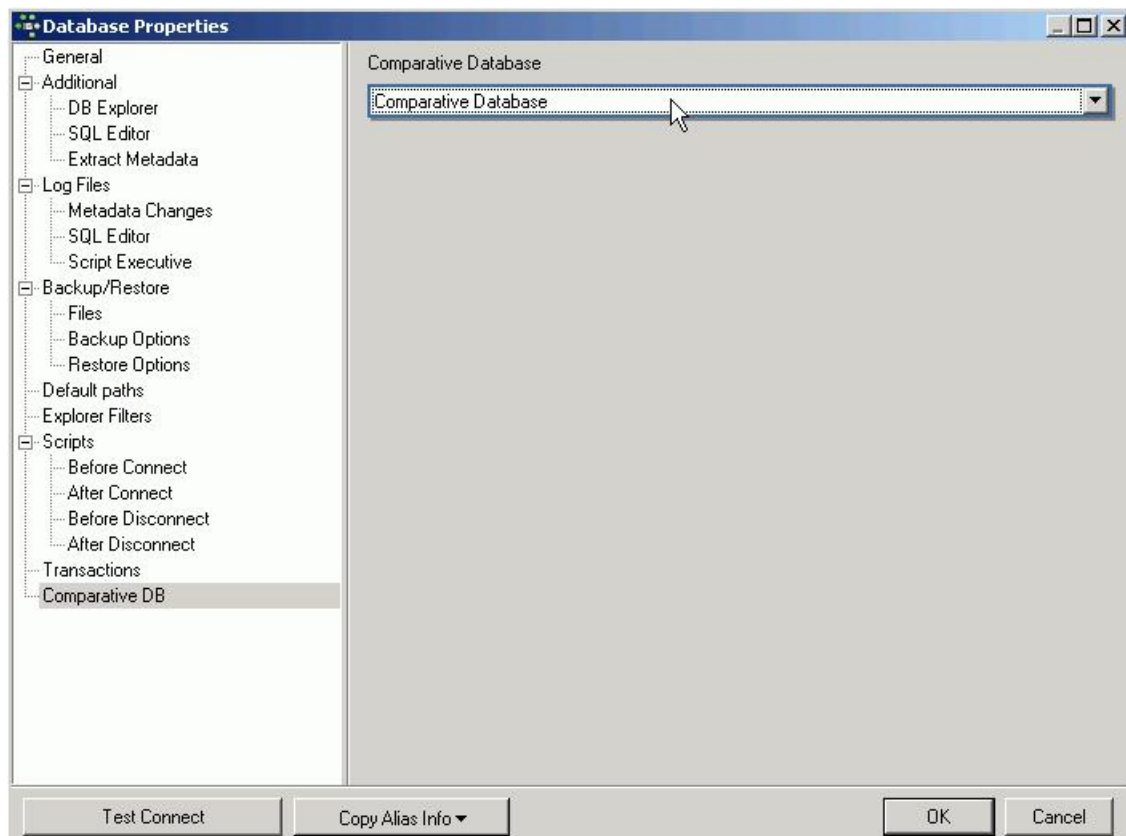 Database Properties
General
Additional
DB Explorer
SQL Editor
Extract Metadata
Log Files
Metadata Changes
SQL Editor
Script Executive
Backup/Restore
Files
Backup Options
Restore Options
Default paths
Explorer Filters
Scripts
Before Connect
After Connect
Before Disconnect
After Disconnect
Transactions
Comparative DB
Comparative Database
Comparative Database
Test Connect
Copy Alias Info
OK
Cancel